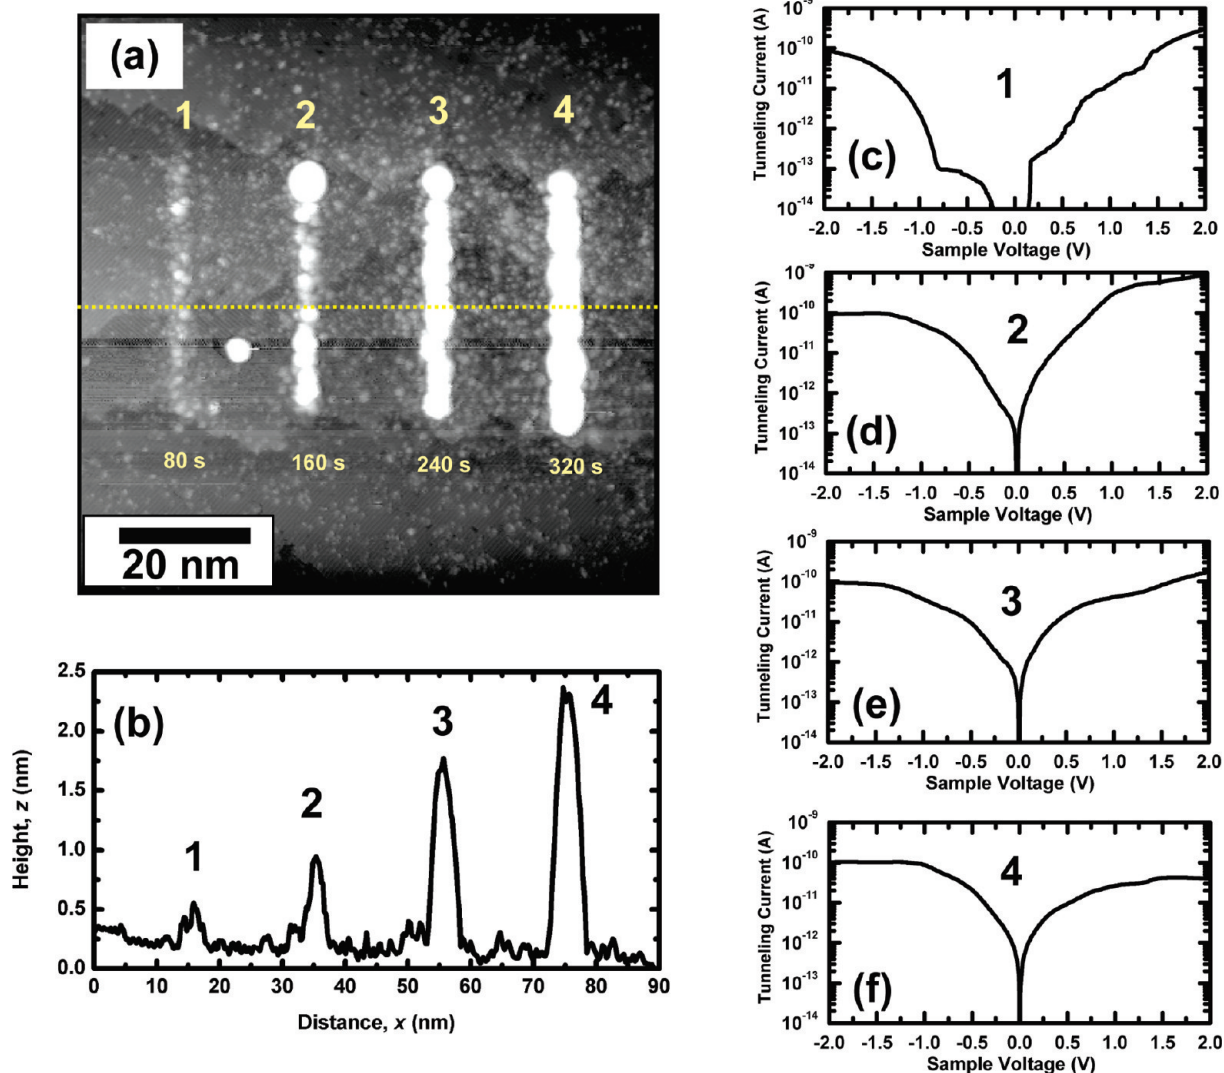 (a)
1 2 3 4
80 s 160 s 240 s 320 s
20 nm
2.5
2.0
1.5
1.0
0.5
0.0
Height, z (nm)
(b)
1 2 3 4
0 10 20 30 40 50 60 70 80 90
Distance, x (nm)
10⁻⁹
10⁻¹⁰
10⁻¹¹
10⁻¹²
10⁻¹³
10⁻¹⁴
Tunneling Current (A)
1
(c)
-2.0 -1.5 -1.0 -0.5 0.0 0.5 1.0 1.5 2.0
Sample Voltage (V)
10⁻⁹
10⁻¹⁰
10⁻¹¹
10⁻¹²
10⁻¹³
10⁻¹⁴
Tunneling Current (A)
2
(d)
-2.0 -1.5 -1.0 -0.5 0.0 0.5 1.0 1.5 2.0
Sample Voltage (V)
10⁻⁹
10⁻¹⁰
10⁻¹¹
10⁻¹²
10⁻¹³
10⁻¹⁴
Tunneling Current (A)
3
(e)
-2.0 -1.5 -1.0 -0.5 0.0 0.5 1.0 1.5 2.0
Sample Voltage (V)
10⁻⁹
10⁻¹⁰
10⁻¹¹
10⁻¹²
10⁻¹³
10⁻¹⁴
Tunneling Current (A)
4
(f)
-2.0 -1.5 -1.0 -0.5 0.0 0.5 1.0 1.5 2.0
Sample Voltage (V)